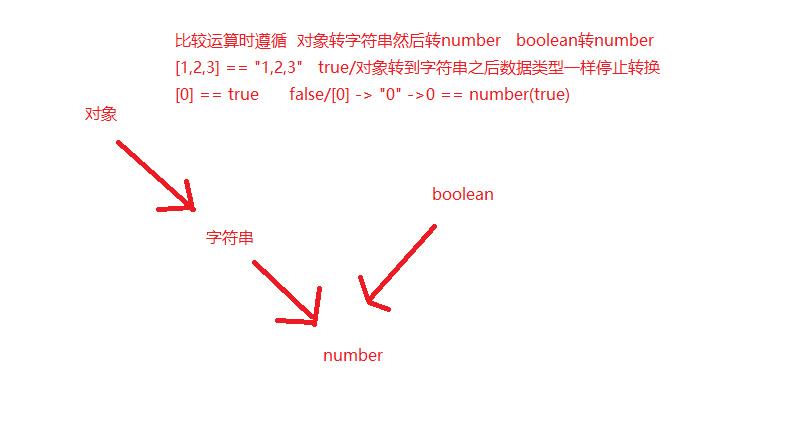 比较运算时遵循 对象转字符串然后转number boolean转number
[1,2,3] == "1,2,3" true/对象转到字符串之后数据类型一样停止转换
[0] == true false/[0] -> "0" ->0 == number(true)
对象
boolean
字符串
number